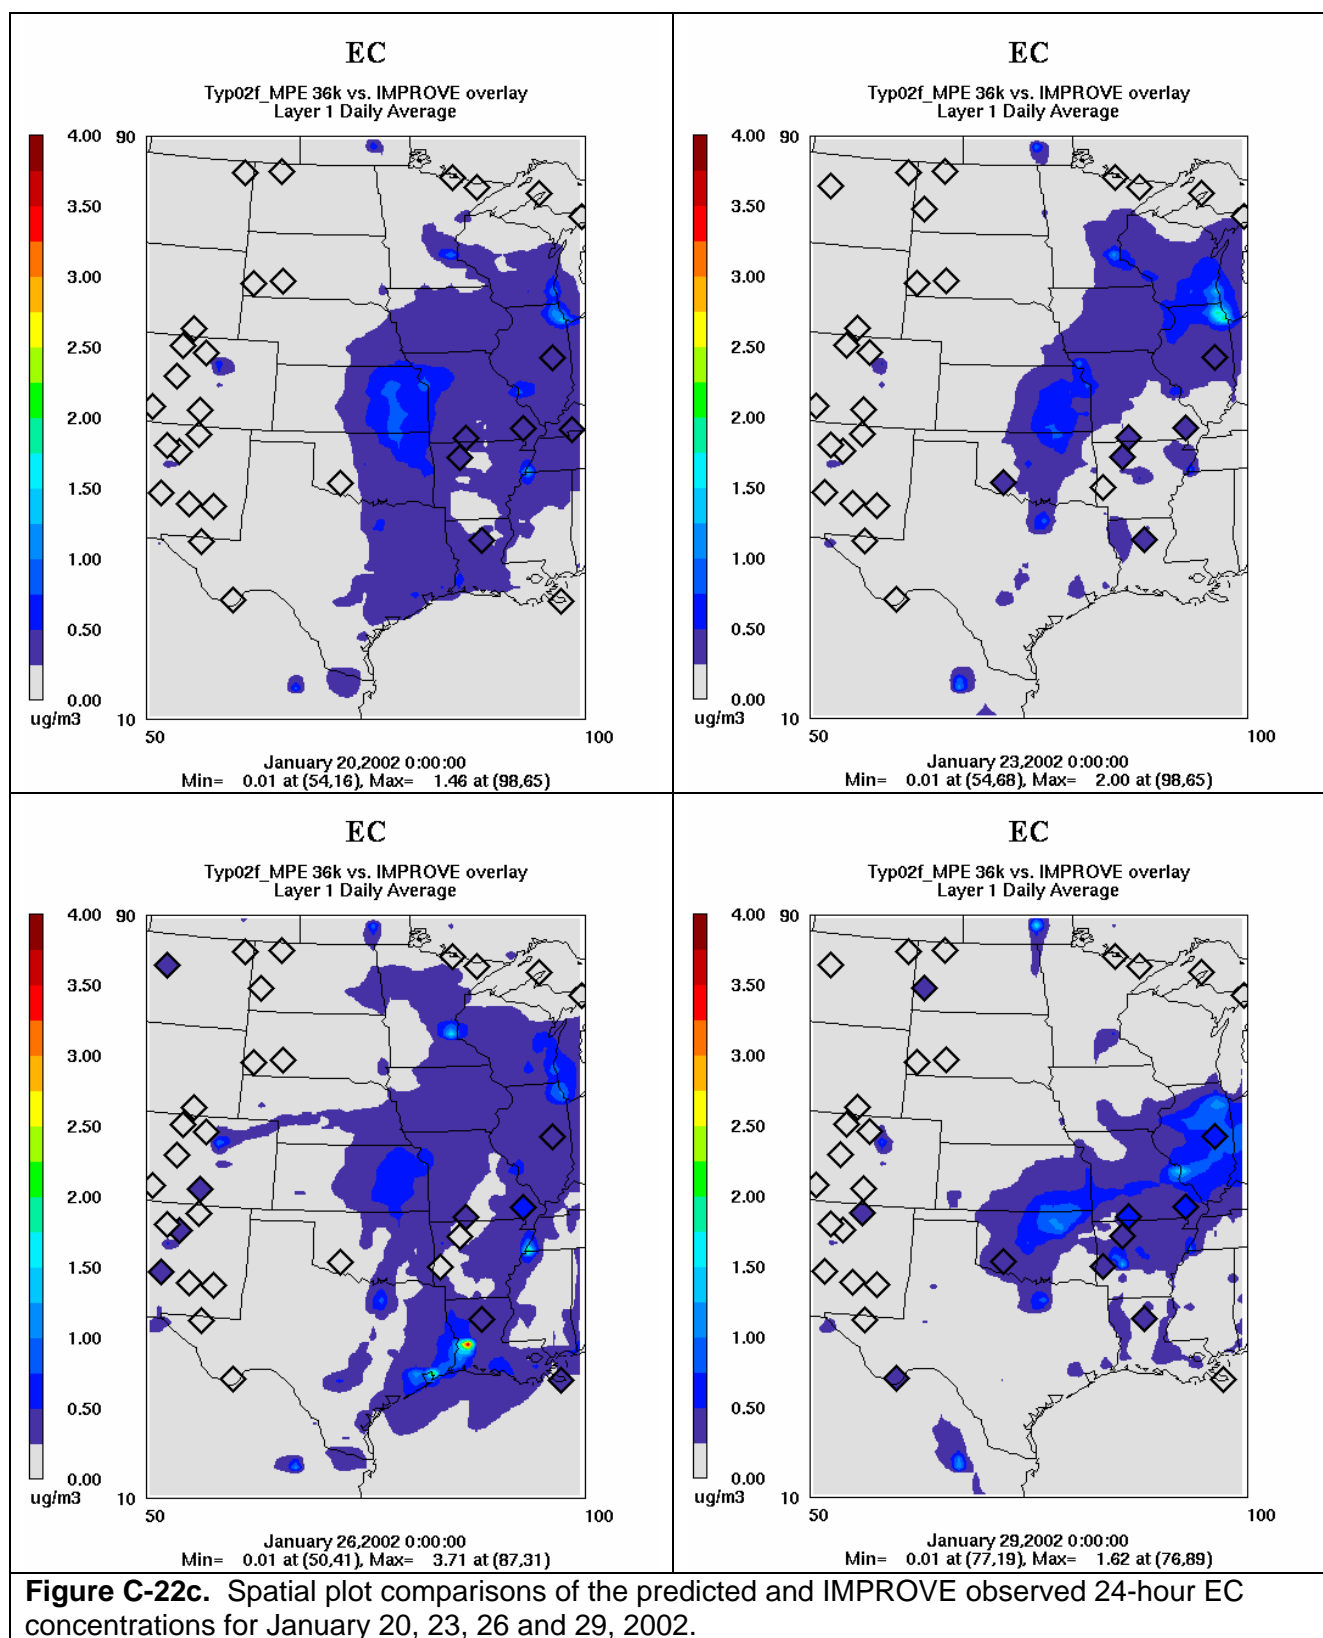 EC
Typ02f_MPE 36k vs. IMPROVE overlay
Layer 1 Daily Average
90
4.00
3.50
3.00
2.50
2.00
1.50
1.00
0.50
0.00
ug/m3
10
50
100
January 20,2002 0:00:00
Min= 0.01 at (54,16), Max= 1.46 at (98,65)
EC
Typ02f_MPE 36k vs. IMPROVE overlay
Layer 1 Daily Average
90
4.00
3.50
3.00
2.50
2.00
1.50
1.00
0.50
0.00
ug/m3
10
50
100
January 23,2002 0:00:00
Min= 0.01 at (54,68), Max= 2.00 at (98,65)
EC
Typ02f_MPE 36k vs. IMPROVE overlay
Layer 1 Daily Average
90
4.00
3.50
3.00
2.50
2.00
1.50
1.00
0.50
0.00
ug/m3
10
50
100
January 26,2002 0:00:00
Min= 0.01 at (50,41), Max= 3.71 at (87,31)
EC
Typ02f_MPE 36k vs. IMPROVE overlay
Layer 1 Daily Average
90
4.00
3.50
3.00
2.50
2.00
1.50
1.00
0.50
0.00
ug/m3
10
50
100
January 29,2002 0:00:00
Min= 0.01 at (77,19), Max= 1.62 at (76,89)
Figure C-22c. Spatial plot comparisons of the predicted and IMPROVE observed 24-hour EC
concentrations for January 20, 23, 26 and 29, 2002.